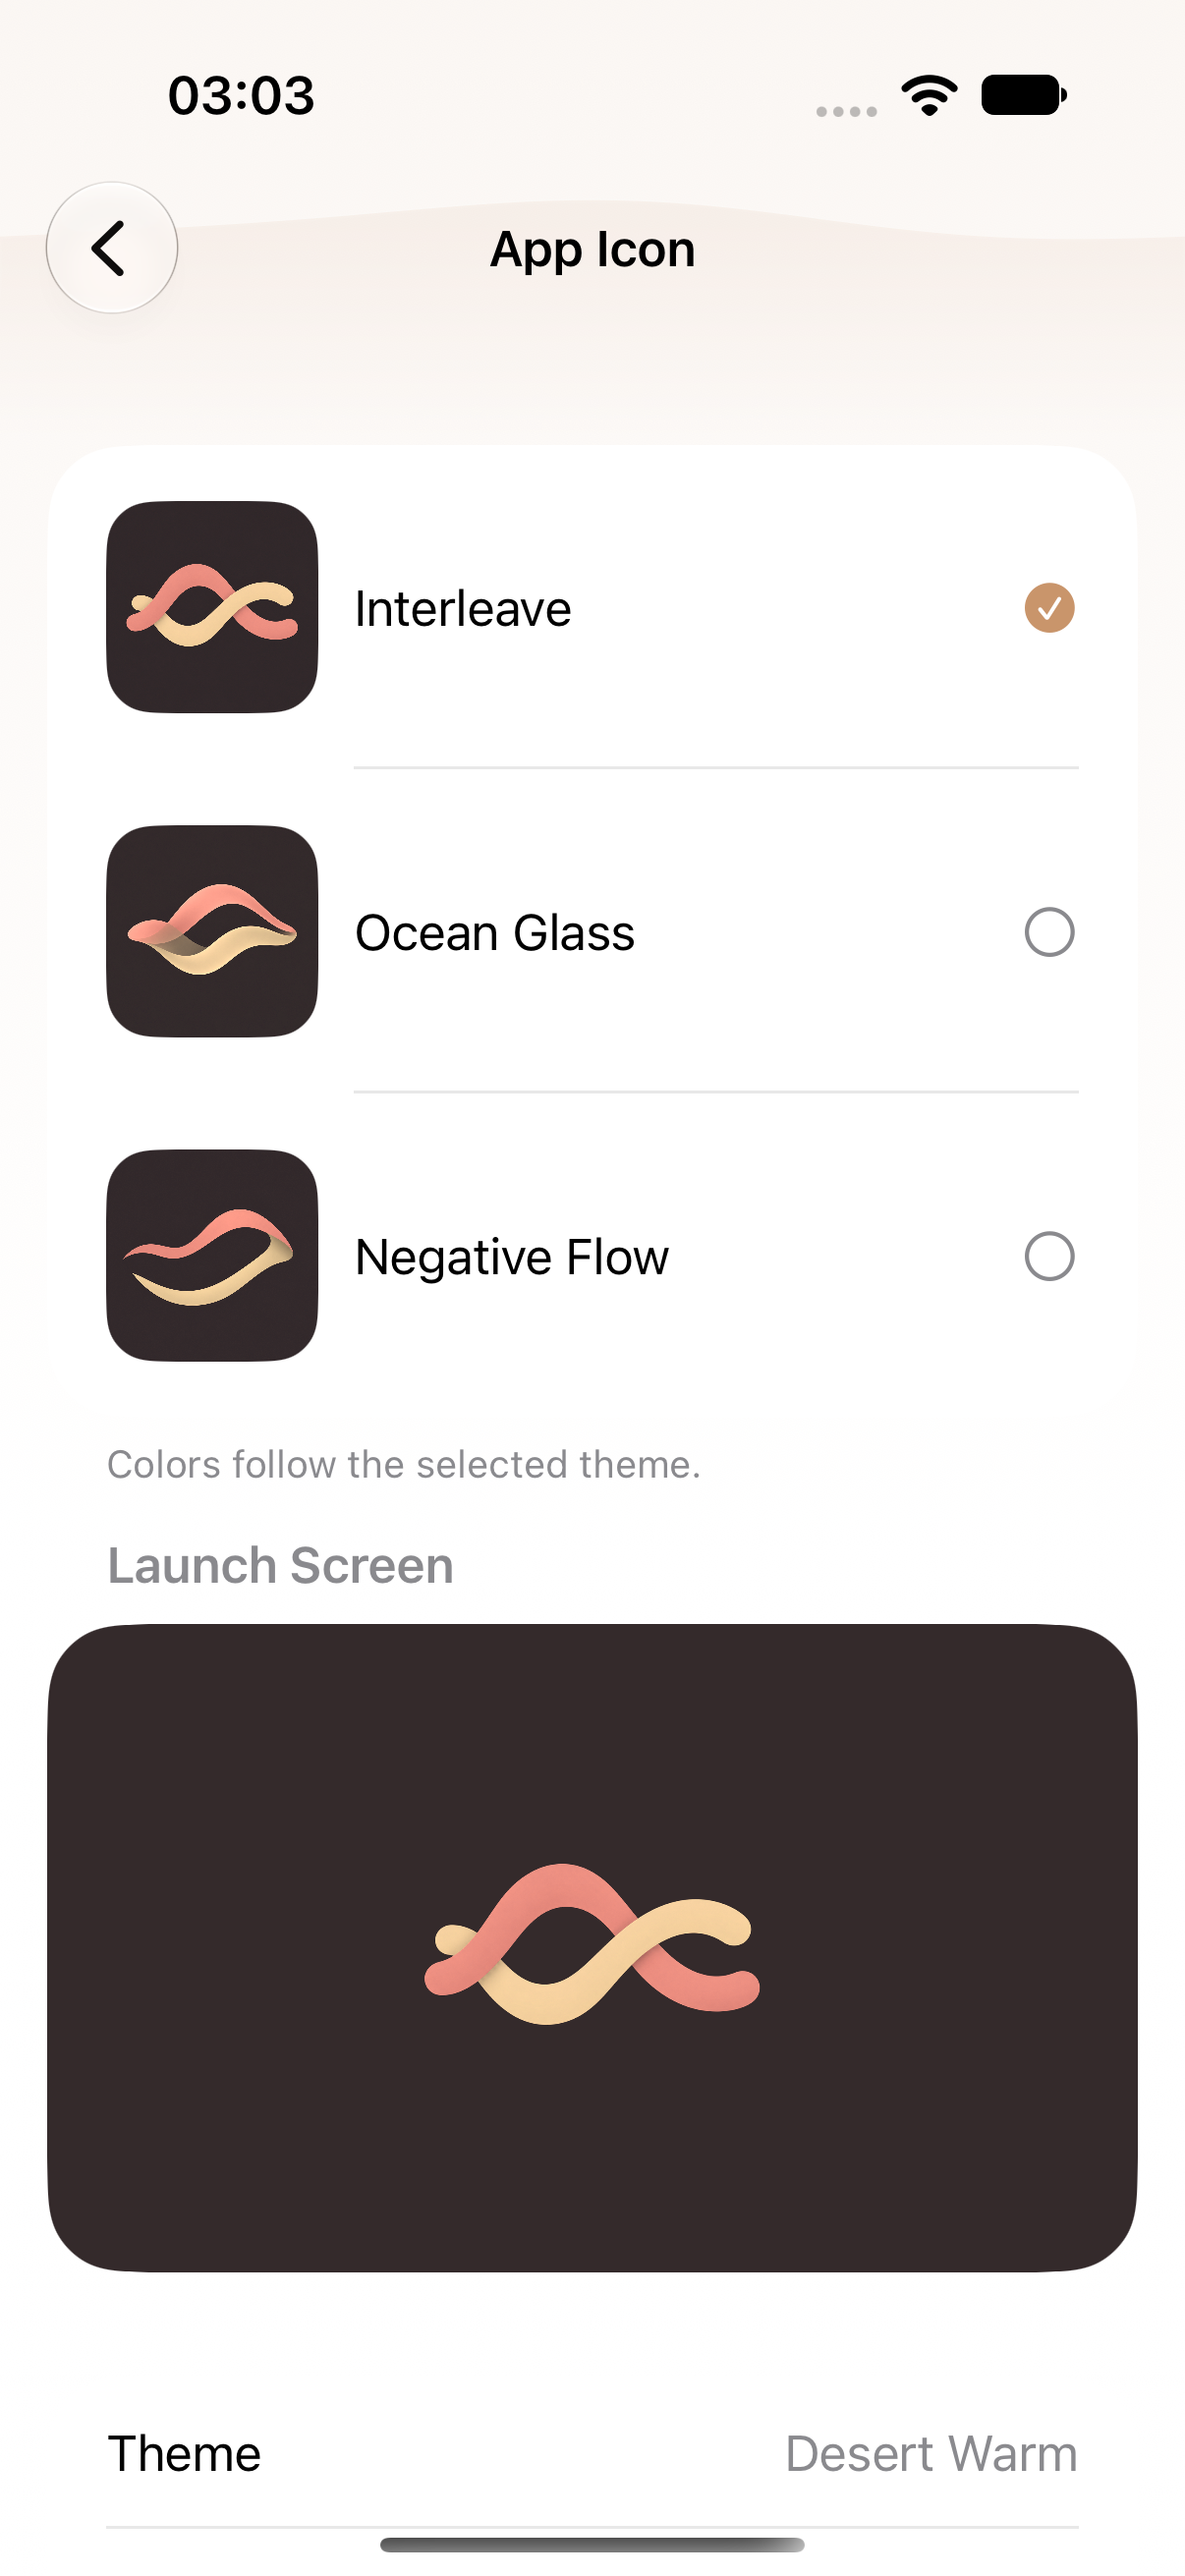 03:03
App Icon
Interleave
Ocean Glass
Negative Flow
Colors follow the selected theme.
Launch Screen
Theme
Desert Warm